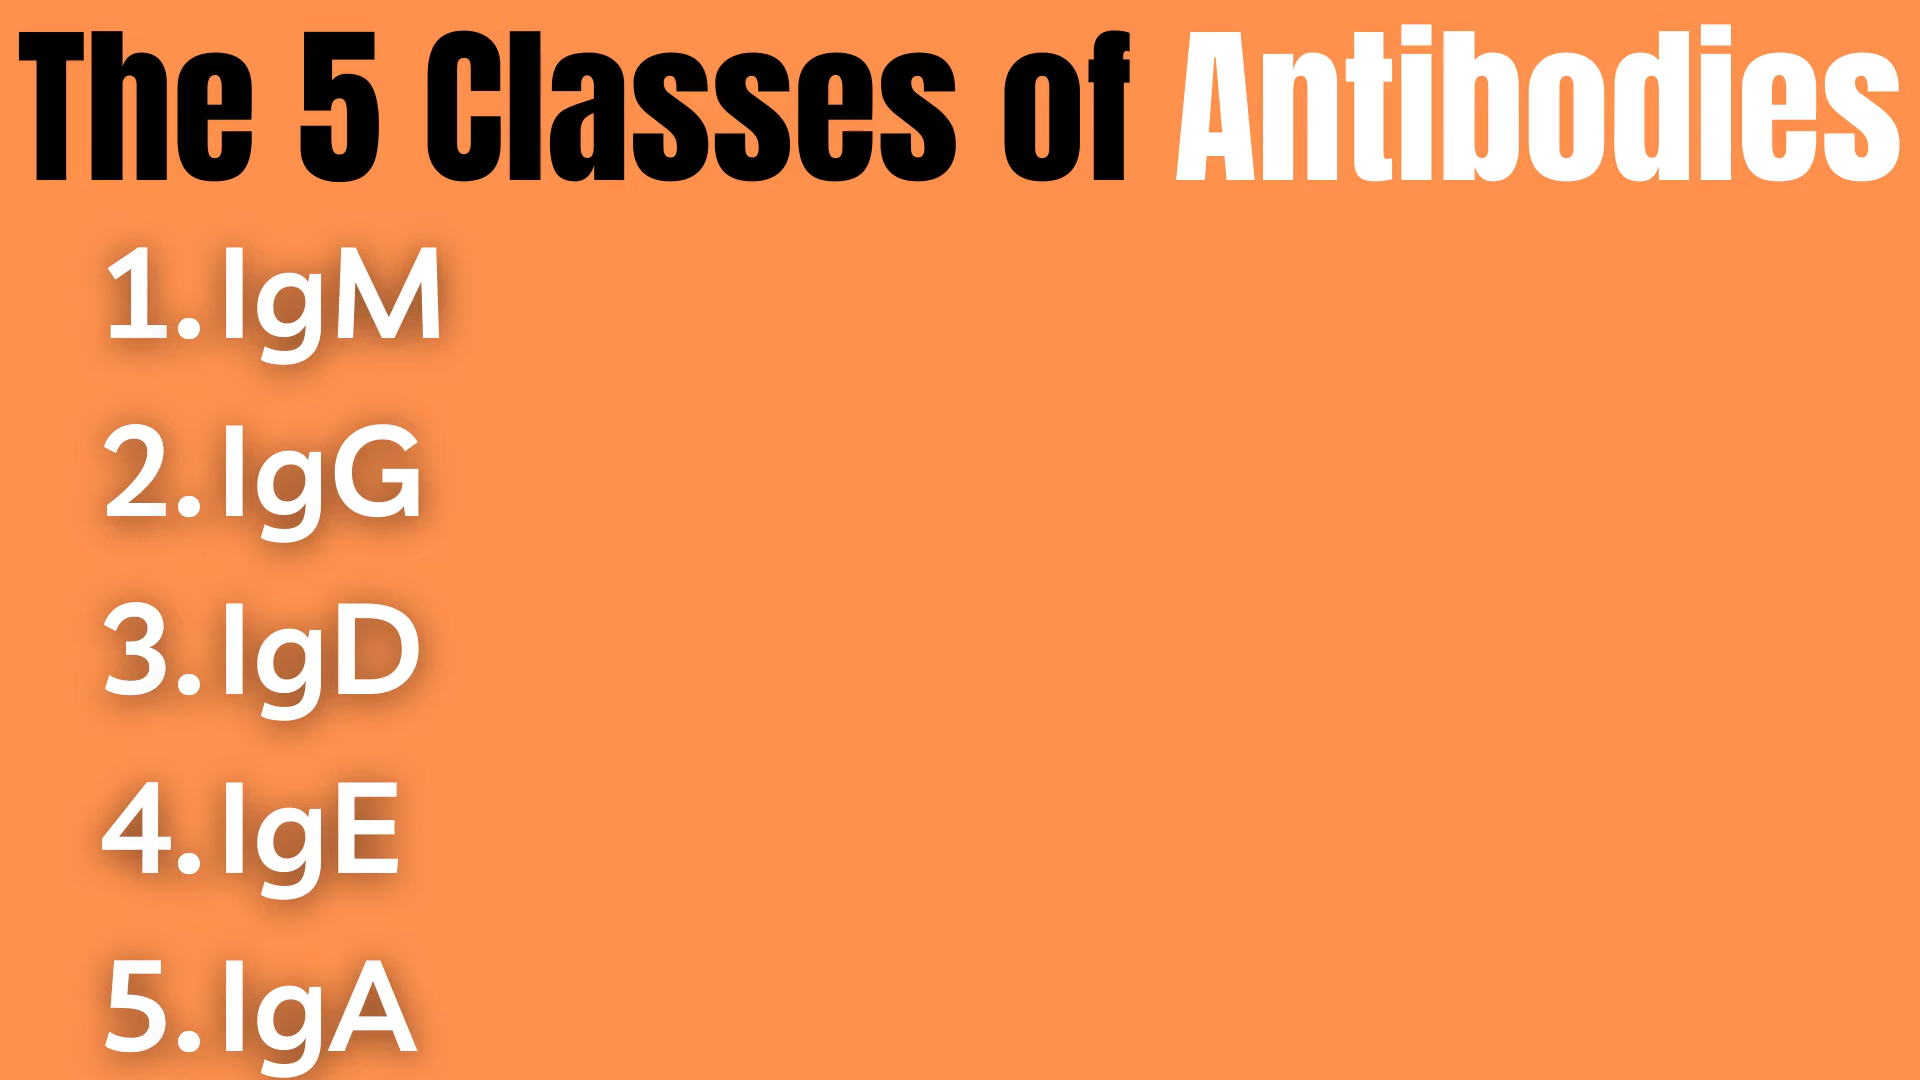 The 5 Classes of Antibodies
1. IgM
2. IgG
3. IgD
4. IgE
5. IgA